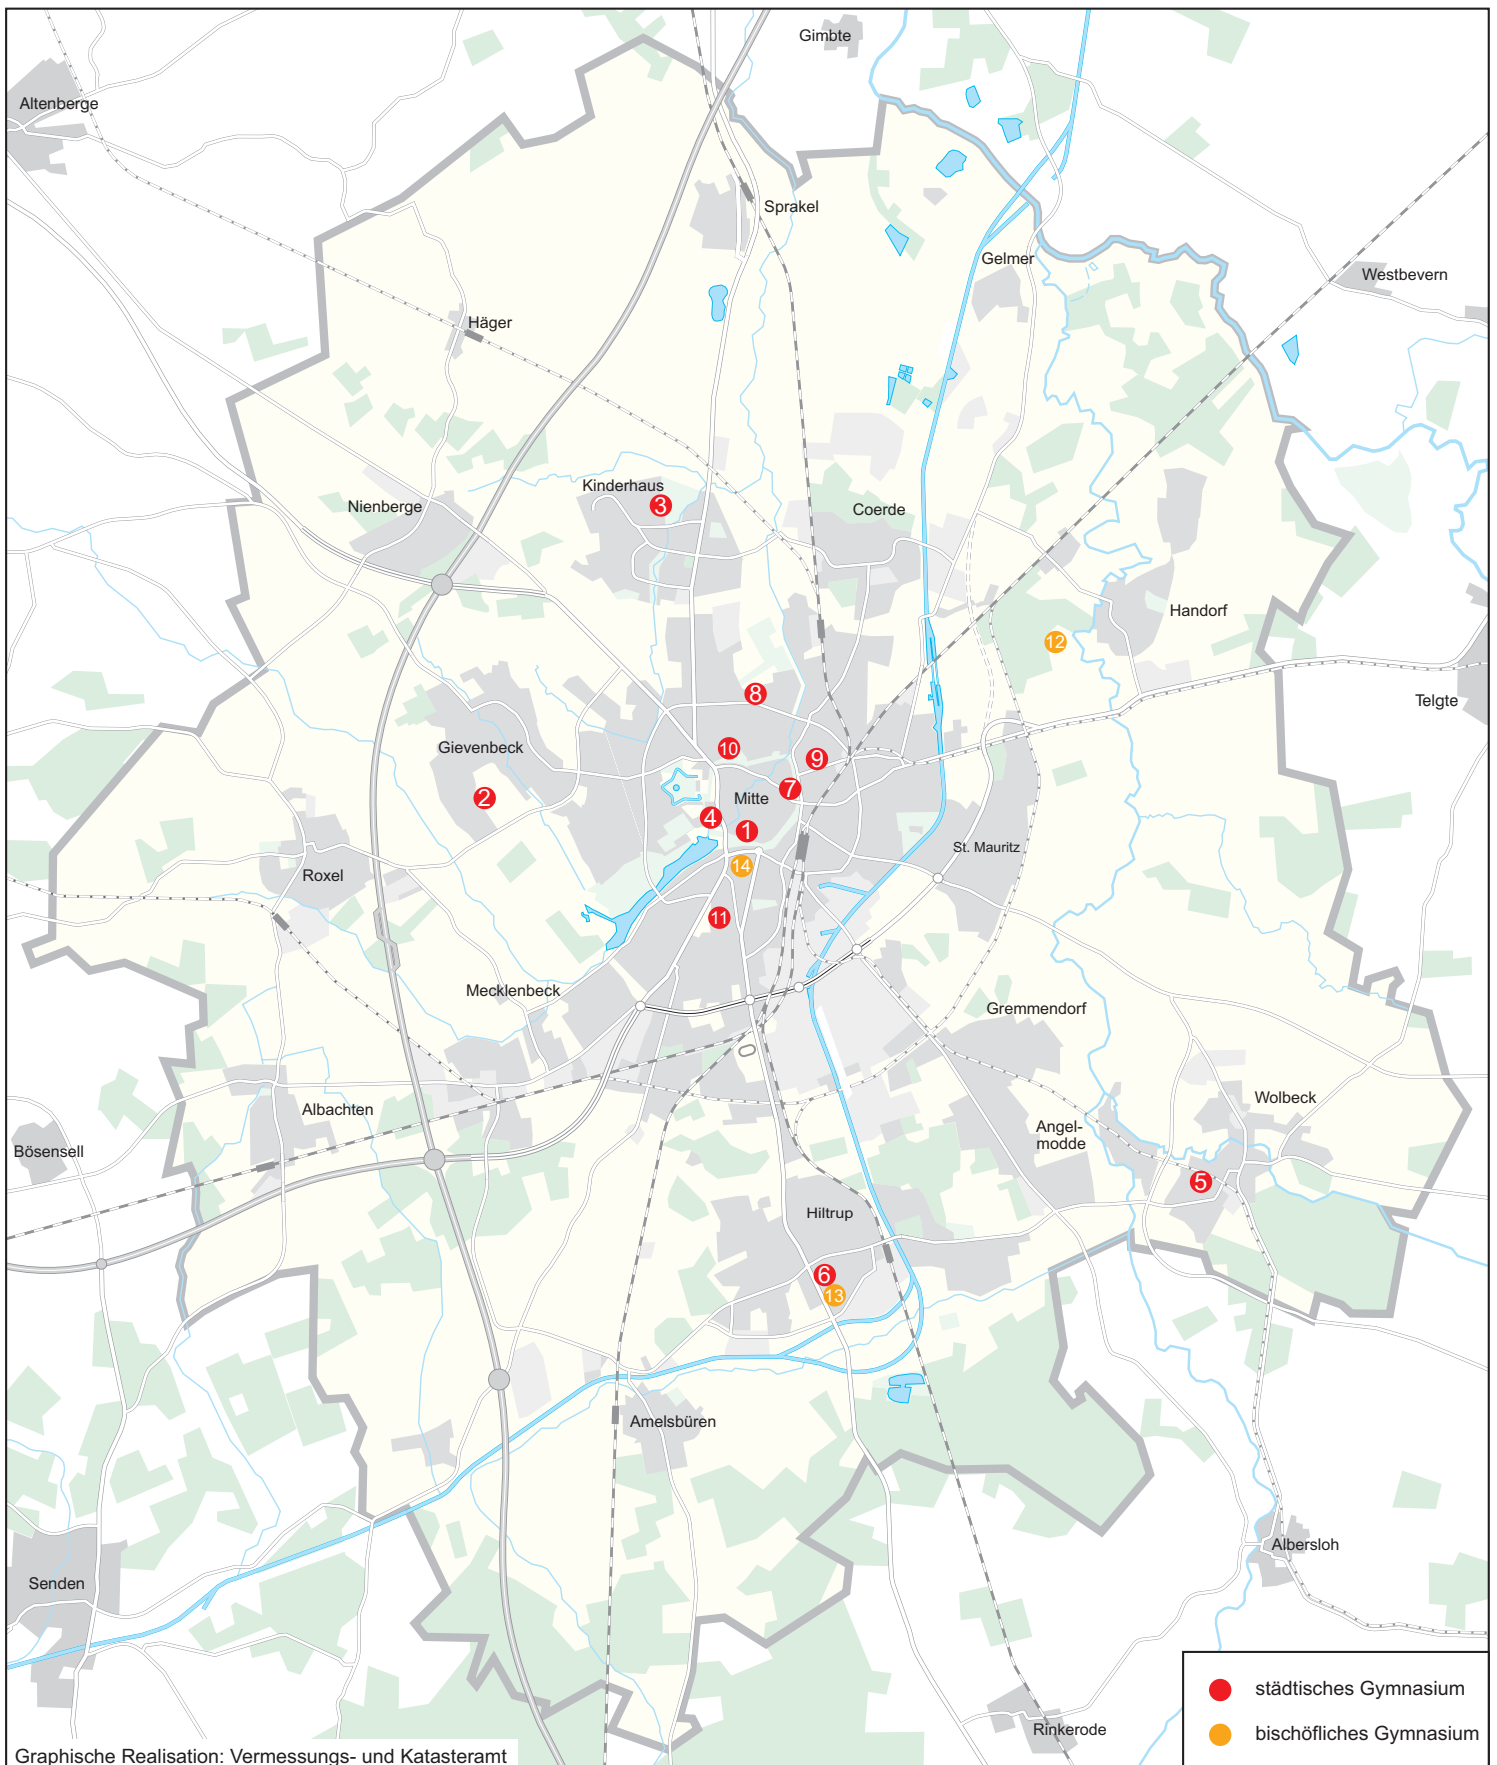 Gimbte
Altenberge
Sprakel
Gelmer
Westbevern
Häger
Kinderhaus
3
Nienberge
Coerde
Handorf
12
8
Telgte
Gievenbeck
10
9
2
7
Mitte
4
1
St. Mauritz
14
Roxel
11
Mecklenbeck
Gremmendorf
Wolbeck
Albachten
Angel-
modde
Bösensell
5
Hiltrup
6
13
Amelsbüren
Albersloh
Senden
Rinkerode
städtisches Gymnasium
bischöfliches Gymnasium
Graphische Realisation: Vermessungs- und Katasteramt